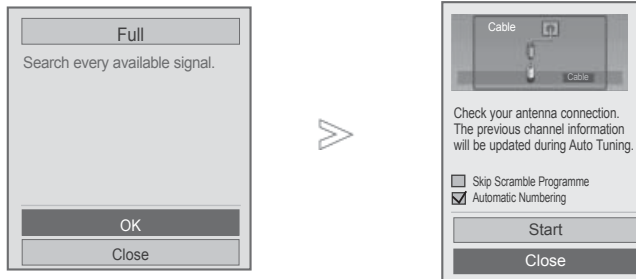 Full
Search every available signal.
OK
Close
>
Cable
Cable
Check your antenna connection.
The previous channel information
will be updated during Auto Tuning.
Skip Scramble Programme
Automatic Numbering
Start
Close